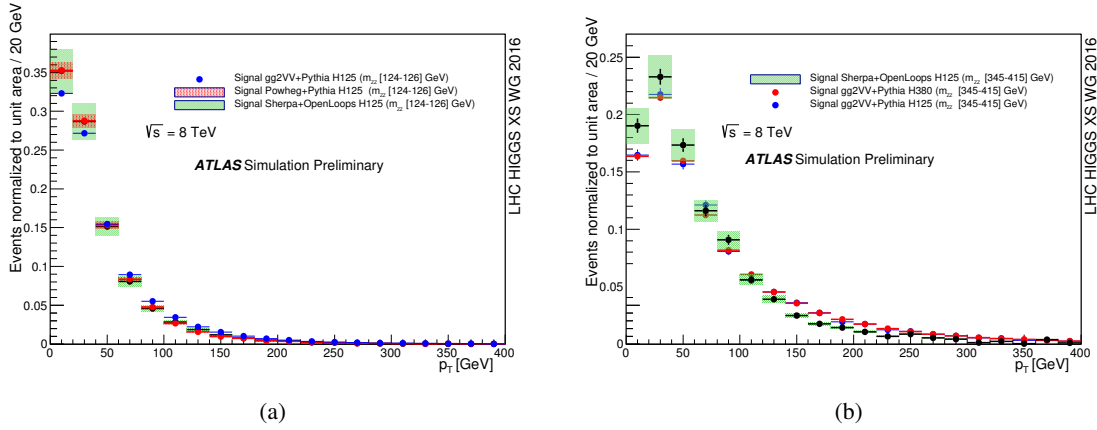 Events normalized to unit area / 20 GeV
0.35
0.3
0.25
0.2
0.15
0.1
0.05
0
0 50 100 150 200 250 300 350 400
p_T [GeV]
Signal gg2VV+Pythia H125 (m_zz [124-126] GeV)
Signal Powheg+Pythia H125 (m_zz [124-126] GeV)
Signal Sherpa+OpenLoops H125 (m_zz [124-126] GeV)
√s = 8 TeV
ATLAS Simulation Preliminary
LHC HIGGS XS WG 2016
(a)
Events normalized to unit area / 20 GeV
0.25
0.2
0.15
0.1
0.05
0
0 50 100 150 200 250 300 350 400
p_T [GeV]
Signal Sherpa+OpenLoops H125 (m_zz [345-415] GeV)
Signal gg2VV+Pythia H380 (m_zz [345-415] GeV)
Signal gg2VV+Pythia H125 (m_zz [345-415] GeV)
√s = 8 TeV
ATLAS Simulation Preliminary
LHC HIGGS XS WG 2016
(b)